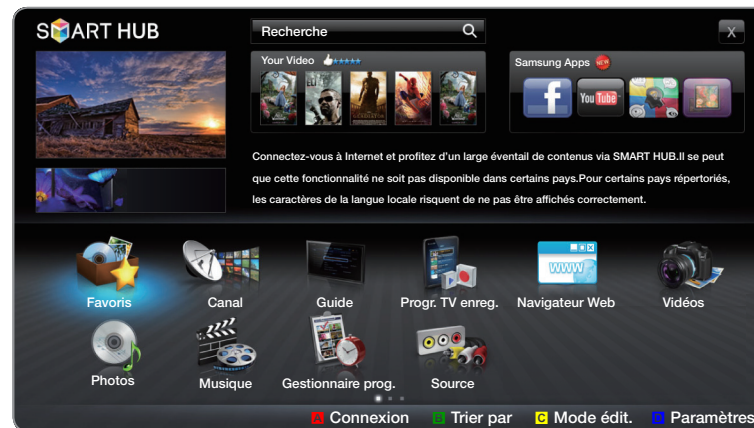 SMART HUB
Recherche
X
Your Video
Samsung Apps NEW
You Tube
Connectez-vous à Internet et profitez d'un large éventail de contenus via SMART HUB.Il se peut
que cette fonctionnalité ne soit pas disponible dans certains pays.Pour certains pays répertoriés,
les caractères de la langue locale risquent de ne pas être affichés correctement.
WWW
Favoris
Canal
Guide
Progr. TV enreg.
Navigateur Web
Vidéos
Photos
Musique
Gestionnaire prog.
Source
A Connexion B Trier par C Mode édit. D Paramètres